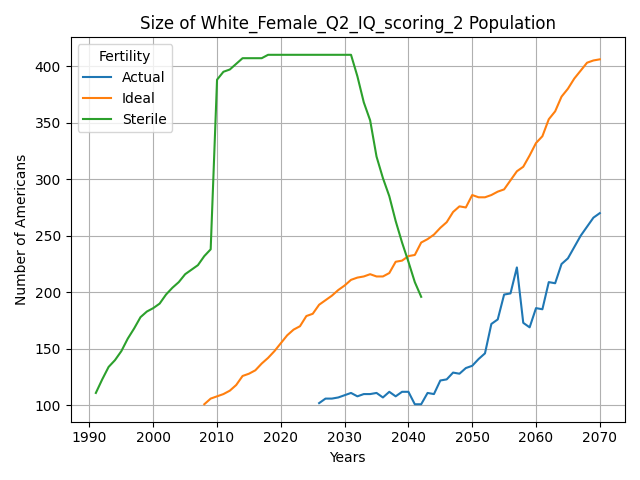 Size of White_Female_Q2_IQ_scoring_2 Population
Number of Americans
400
350
300
250
200
150
100
Fertility
Actual
Ideal
Sterile
1990 2000 2010 2020 2030 2040 2050 2060 2070
Years